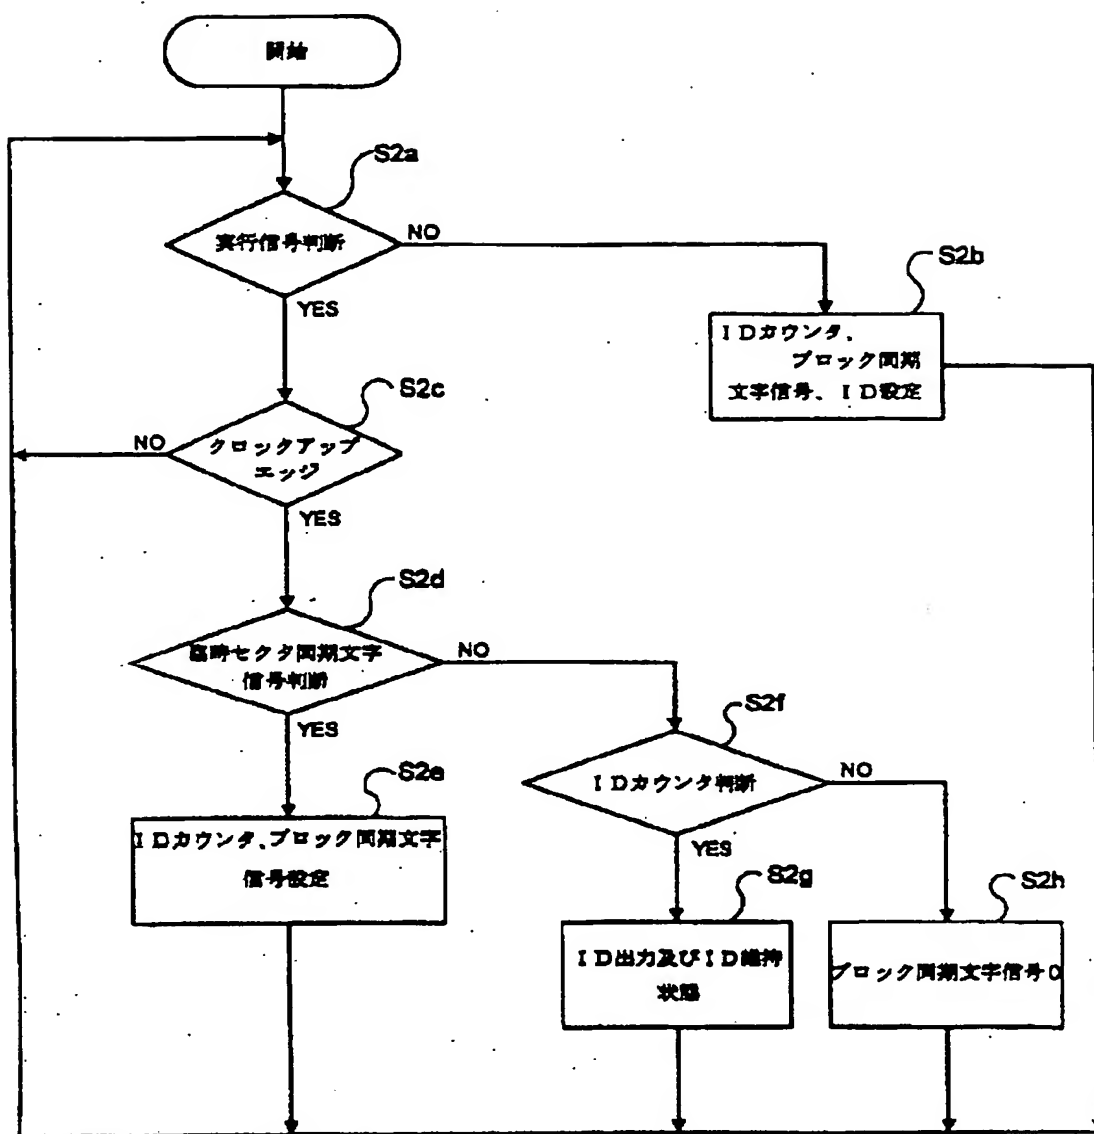 開始
S2a
実行信号判断
NO
YES
S2b
IDカウンタ、
ブロック同期
文字信号、ID設定
S2c
NO
クロックアップ
エッジ
YES
S2d
臨時セクタ同期文字
信号判断
NO
YES
S2f
IDカウンタ判断
NO
YES
S2e
IDカウンタ、ブロック同期文字
信号設定
S2g
ID出力及びID維持
状態
S2h
ブロック同期文字信号0